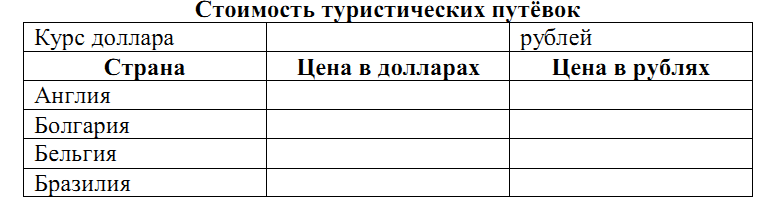 Стоимость туристических путёвок
Курс доллара рублей
Страна Цена в долларах Цена в рублях
Англия
Болгария
Бельгия
Бразилия